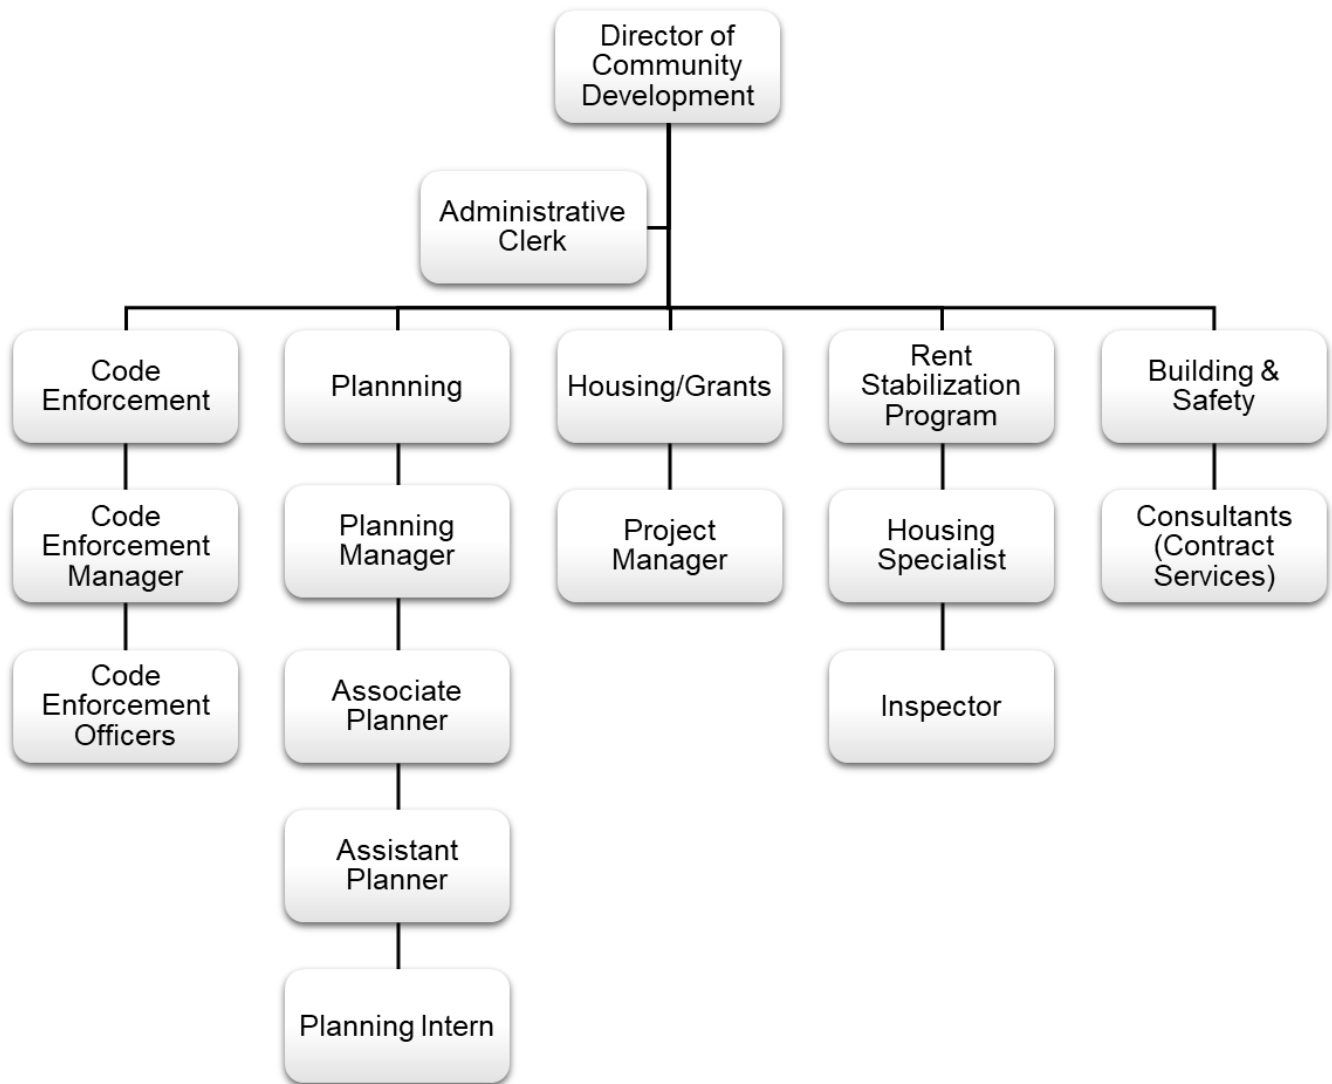 Director of
Community
Development
Administrative
Clerk
Code
Enforcement
Plannning
Housing/Grants
Rent
Stabilization
Program
Building &
Safety
Code
Enforcement
Manager
Planning
Manager
Project
Manager
Housing
Specialist
Consultants
(Contract
Services)
Code
Enforcement
Officers
Associate
Planner
Inspector
Assistant
Planner
Planning Intern